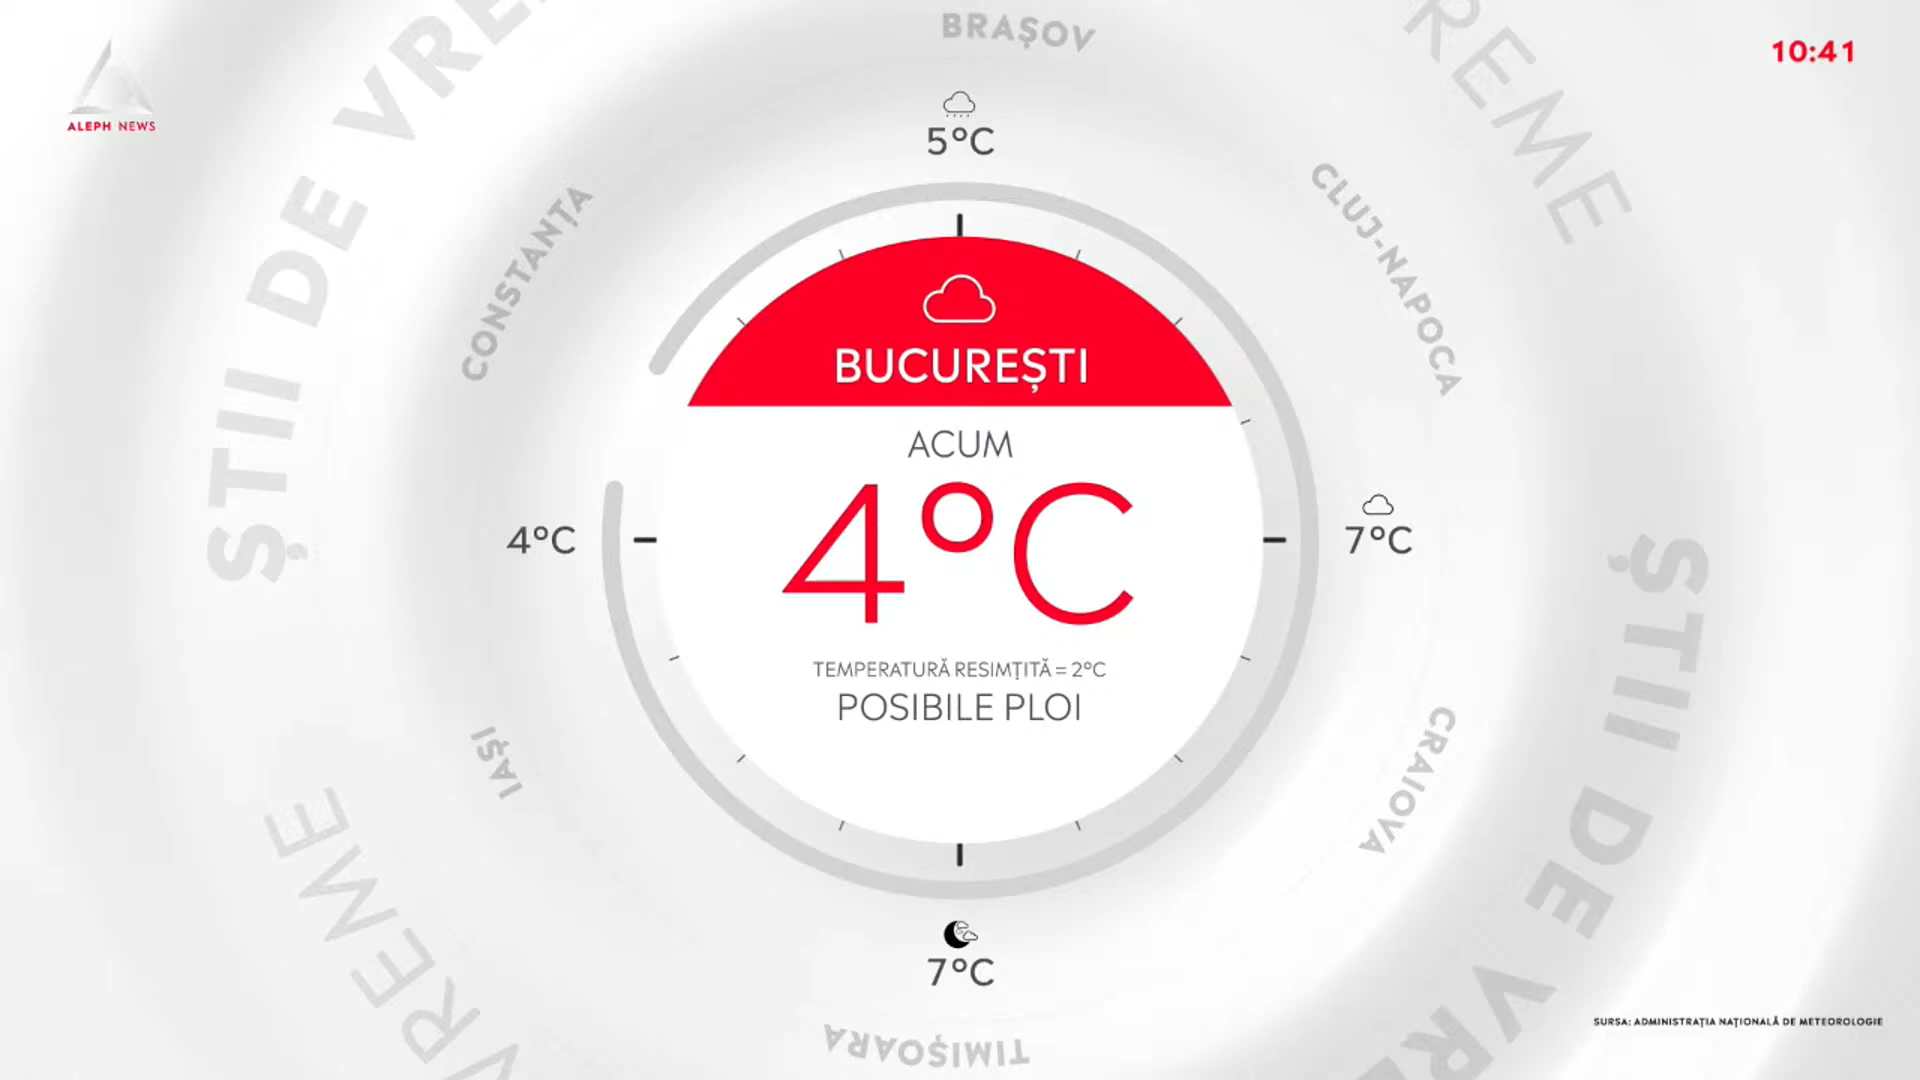 ALEPH NEWS
10:41
BRAȘOV
5°C
CONSTANȚA
CLUJ-NAPOCA
ȘTII DE VREME
BUCUREȘTI
ACUM
4°C
TEMPERATURĂ RESIMȚITĂ = 2°C
POSIBILE PLOI
4°C
7°C
IAȘI
CRAIOVA
7°C
TIMIȘOARA
ȘTII DE VREME
SURSA: ADMINISTRAȚIA NAȚIONALĂ DE METEOROLOGIE